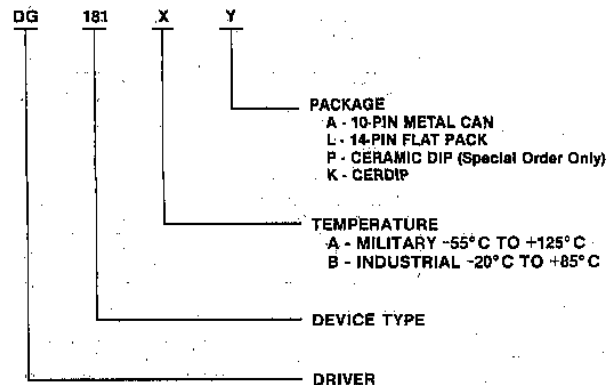 DG 181 X Y
PACKAGE
A - 10-PIN METAL CAN
L - 14-PIN FLAT PACK
P - CERAMIC DIP (Special Order Only)
K - CERDIP
TEMPERATURE
A - MILITARY -55°C TO +125°C
B - INDUSTRIAL -20°C TO +85°C
DEVICE TYPE
DRIVER